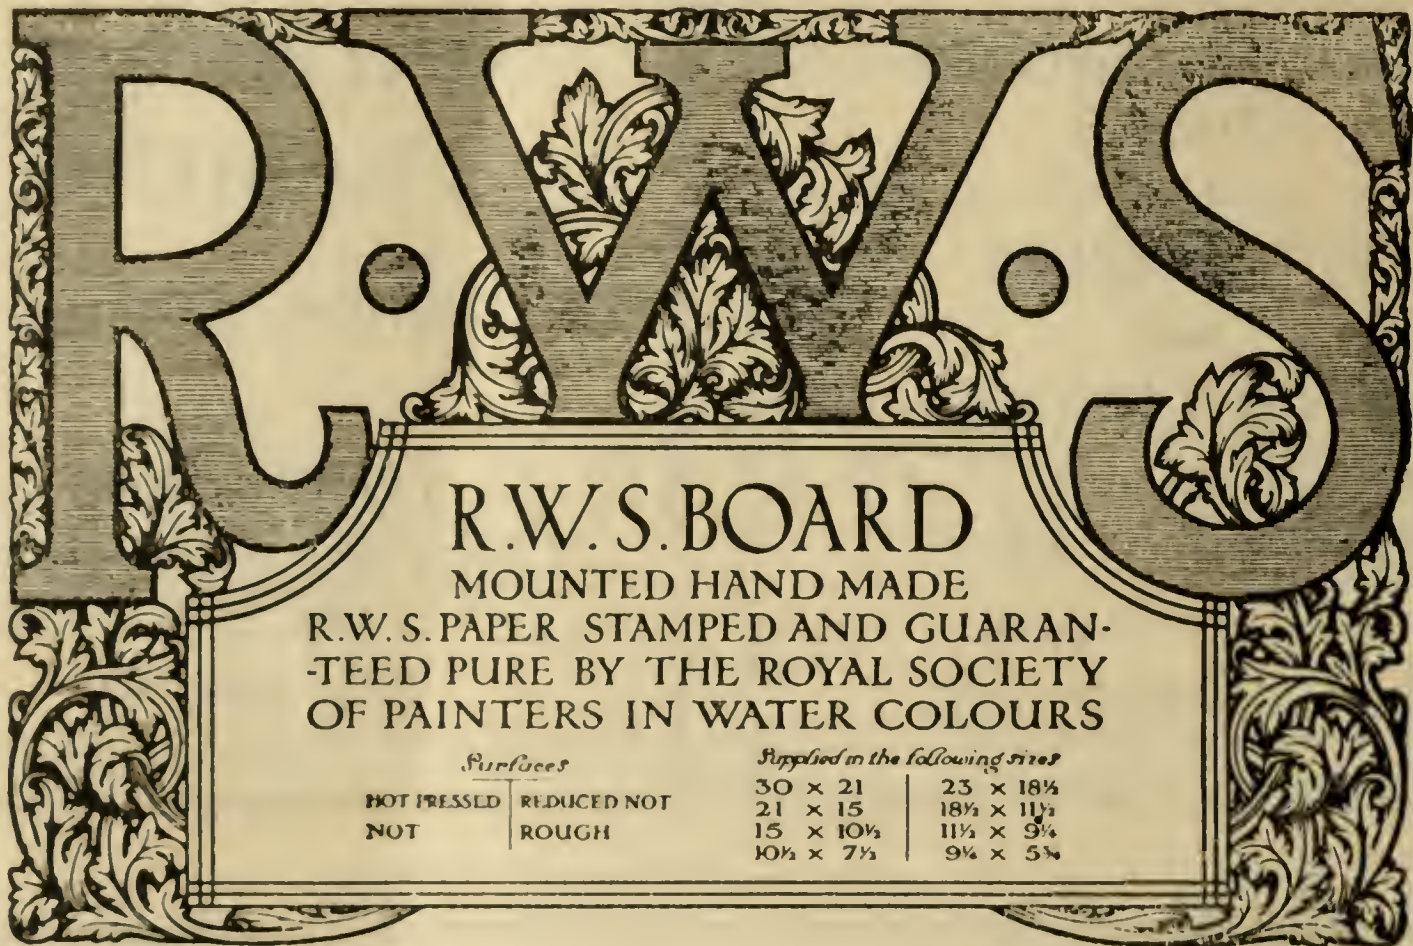 R·W·S
R.W.S. BOARD
MOUNTED HAND MADE
R.W.S. PAPER STAMPED AND GUARAN-
-TEED PURE BY THE ROYAL SOCIETY
OF PAINTERS IN WATER COLOURS
Surfaces
HOT PRESSED | REDUCED NOT
NOT | ROUGH
Supplied in the following sizes
30 × 21 | 23 × 18½
21 × 15 | 18½ × 11½
15 × 10½ | 11½ × 9¼
10½ × 7½ | 9¼ × 5¾